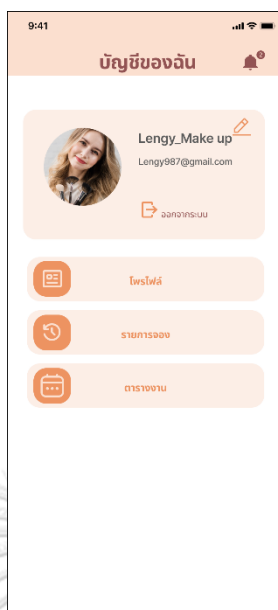 9:41
บัญชีของฉัน
Lengy_Make up
Lengy987@gmail.com
ออกจากระบบ
โพรไฟล์
รายการจอง
ตารางงาน